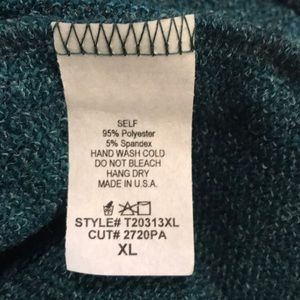 SELF
95% Polyester
5% Spandex
HAND WASH COLD
DO NOT BLEACH
HANG DRY
MADE IN U.S.A.
STYLE# T20313XL
CUT# 2720PA
XL